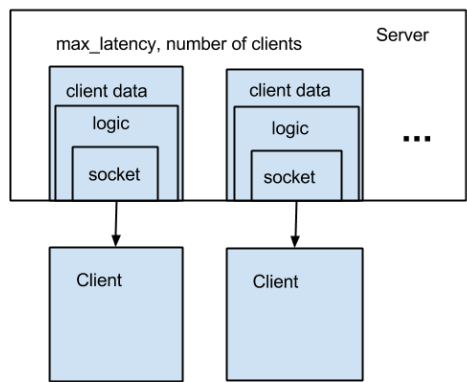 Server
max_latency, number of clients
client data
logic
socket
client data
logic
socket
...
Client
Client